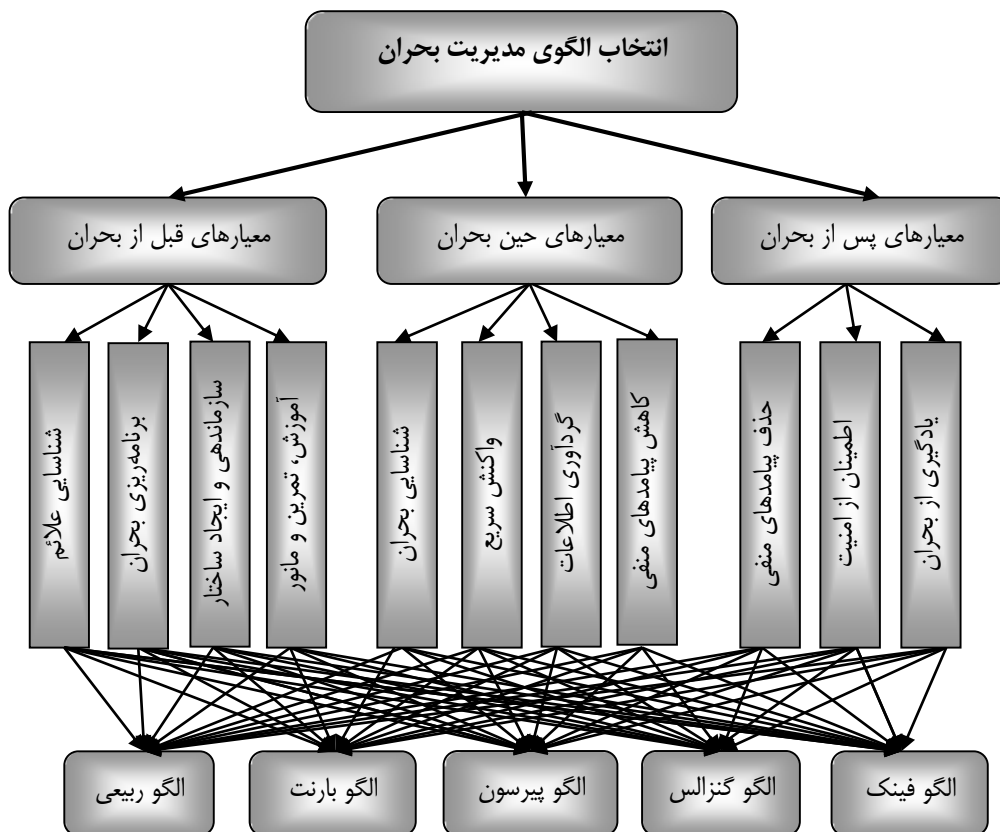 انتخاب الگوی مدیریت بحران
معیارهای پس از بحران
معیارهای حین بحران
معیارهای قبل از بحران
یادگیری از بحران
اطمینان از امنیت
حذف پیامدهای منفی
کاهش پیامدهای منفی
گردآوری اطلاعات
واکنش سریع
شناسایی بحران
آموزش، تمرین و مانور
سازماندهی و ایجاد ساختار
برنامه‌ریزی بحران
شناسایی علائم
الگو فینک
الگو گنزالس
الگو پیرسون
الگو بارنت
الگو ربیعی